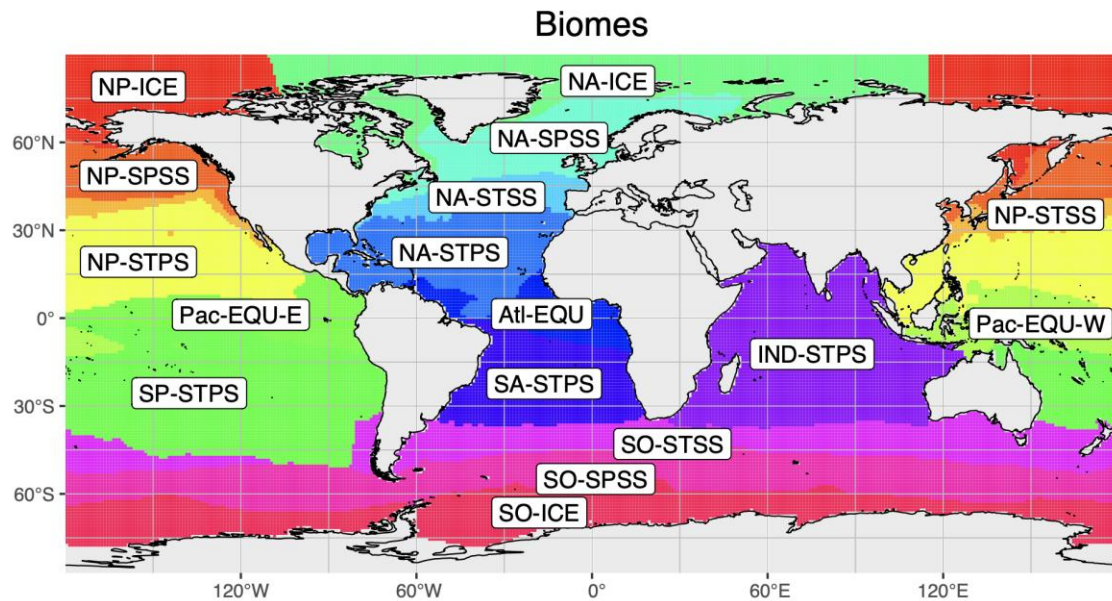 Biomes
NP-ICE
NA-ICE
60°N
NA-SPSS
NP-SPSS
NA-STSS
30°N
NP-STSS
NP-STPS
NA-STPS
0°
Pac-EQU-E
Atl-EQU
Pac-EQU-W
IND-STPS
SP-STPS
SA-STPS
30°S
SO-STSS
SO-SPSS
60°S
SO-ICE
120°W 60°W 0° 60°E 120°E